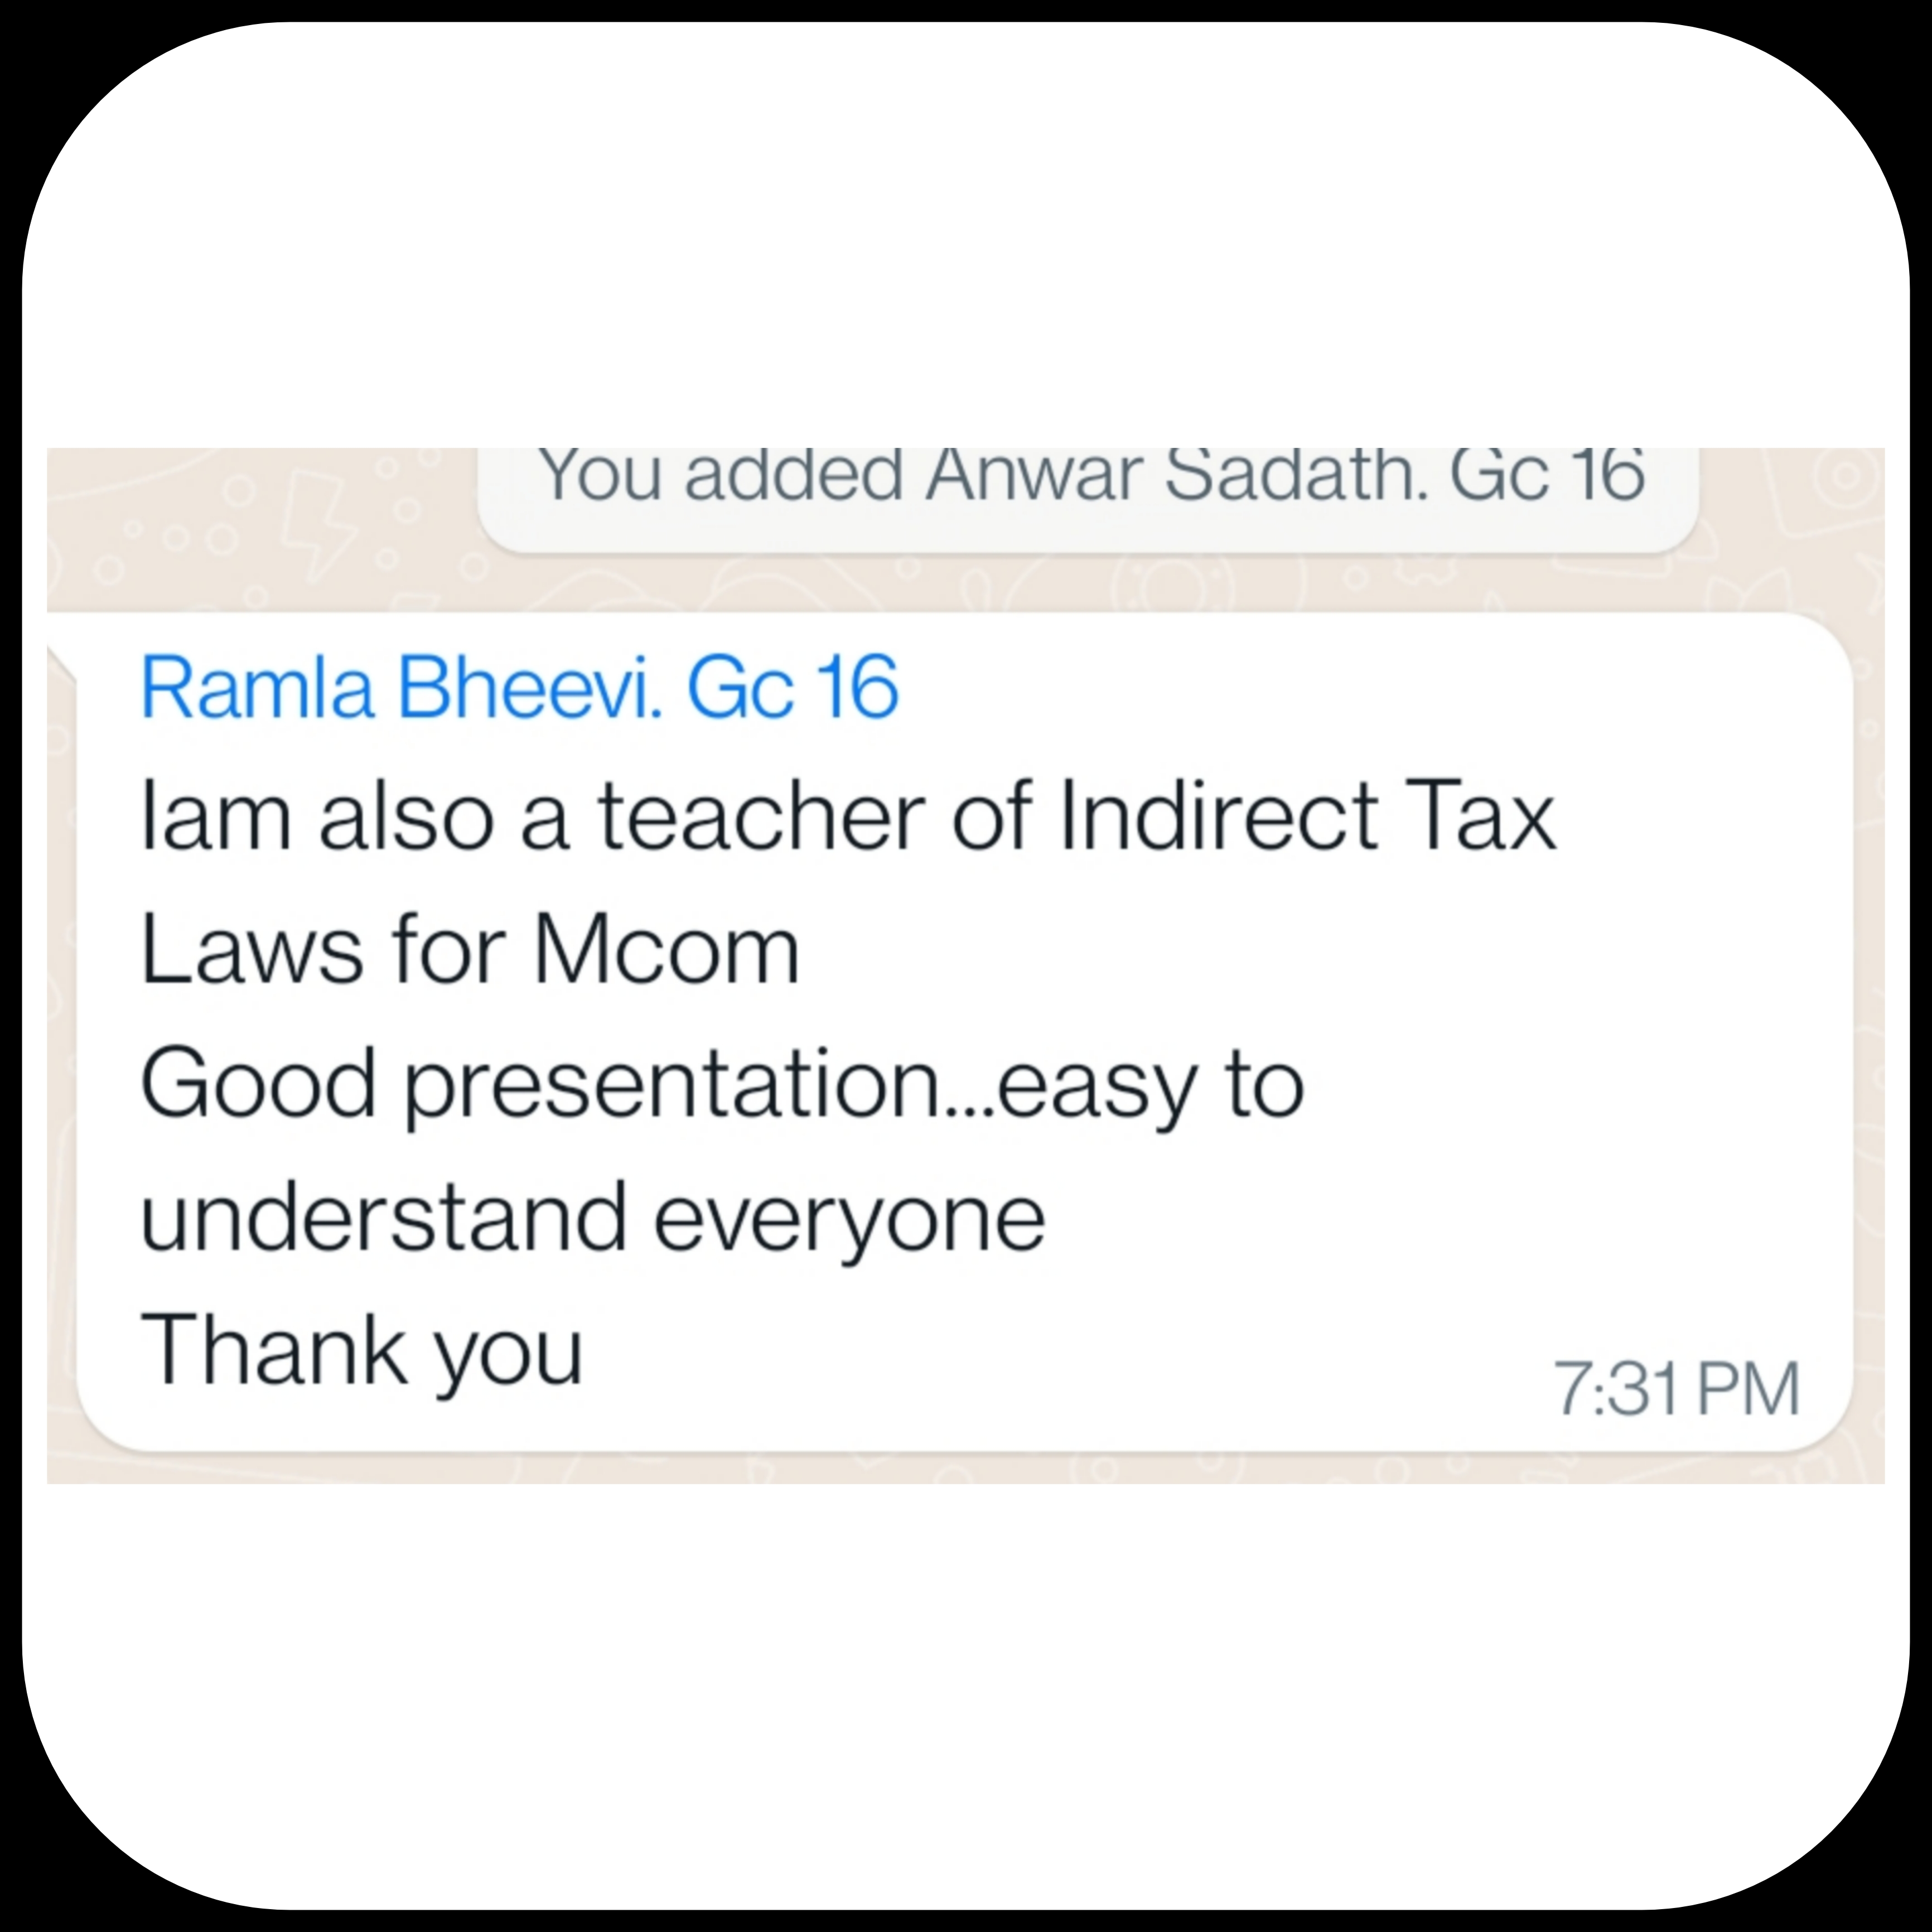 You added Anwar Sadath. Gc 16
Ramla Bheevi. Gc 16
Iam also a teacher of Indirect Tax
Laws for Mcom
Good presentation...easy to
understand everyone
Thank you
7:31 PM